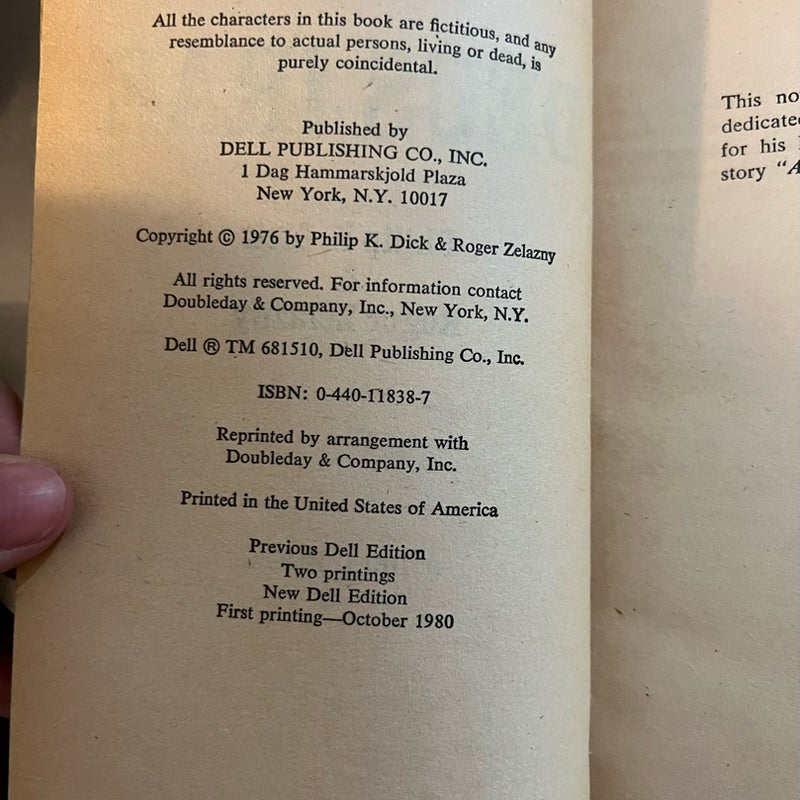 All the characters in this book are fictitious, and any
resemblance to actual persons, living or dead, is
purely coincidental.
Published by
DELL PUBLISHING CO., INC.
1 Dag Hammarskjold Plaza
New York, N.Y. 10017
Copyright © 1976 by Philip K. Dick & Roger Zelazny
All rights reserved. For information contact
Doubleday & Company, Inc., New York, N.Y.
Dell ® TM 681510, Dell Publishing Co., Inc.
ISBN: 0-440-11838-7
Reprinted by arrangement with
Doubleday & Company, Inc.
Printed in the United States of America
Previous Dell Edition
Two printings
New Dell Edition
First printing—October 1980
This
for his
story